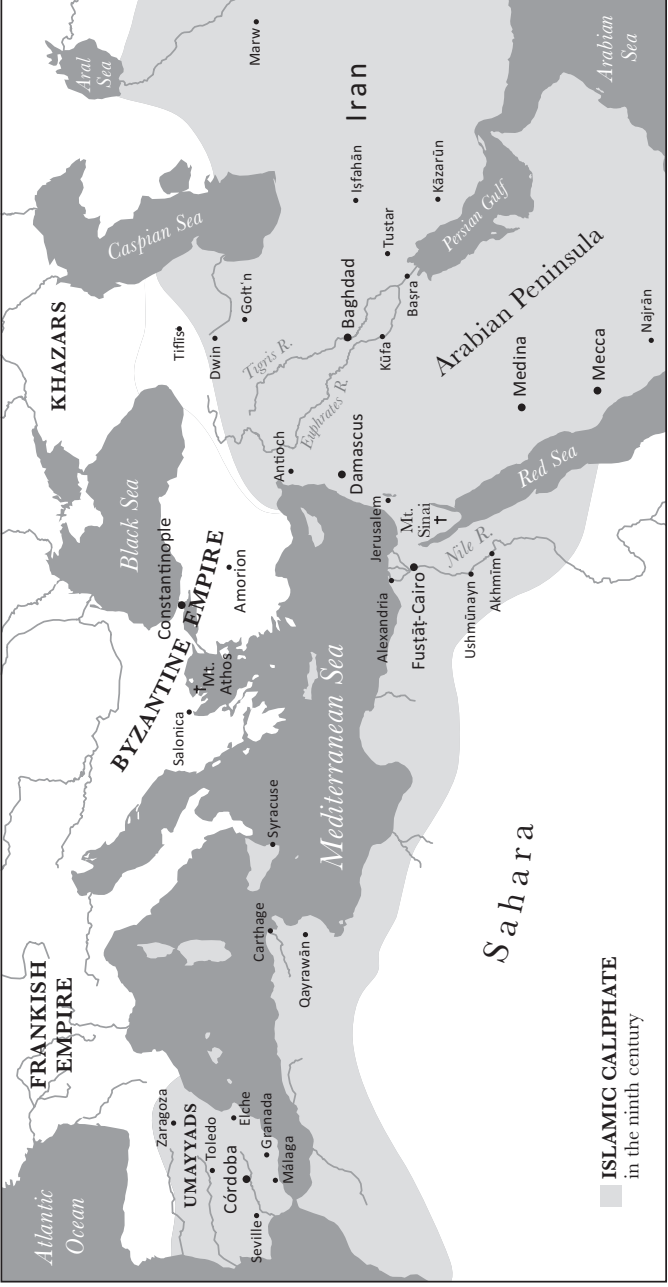 Atlantic
Ocean
FRANKISH
EMPIRE
Zaragoza
UMAYYADS
Toledo
Elche
Córdoba
Granada
Seville
Málaga
Carthage
Qayrawān
Syracuse
Mediterranean Sea
Sahara
BYZANTINE EMPIRE
Salonica
Mt.
Athos
Constantinople
Amorion
Black Sea
KHAZARS
Caspian Sea
Aral
Sea
Tiflis
Dwin
Gołt'n
Tigris R.
Euphrates R.
Antioch
Damascus
Jerusalem
Mt.
Sinai
Alexandria
Fusṭāṭ-Cairo
Nile R.
Ushmūnayn
Akhmīm
Red Sea
Baghdad
Kūfa
Baṣra
Tustar
Iṣfahān
Kāzarūn
Marw
Iran
Persian Gulf
Arabian Peninsula
Medina
Mecca
Najrān
Arabian
Sea
ISLAMIC CALIPHATE
in the ninth century